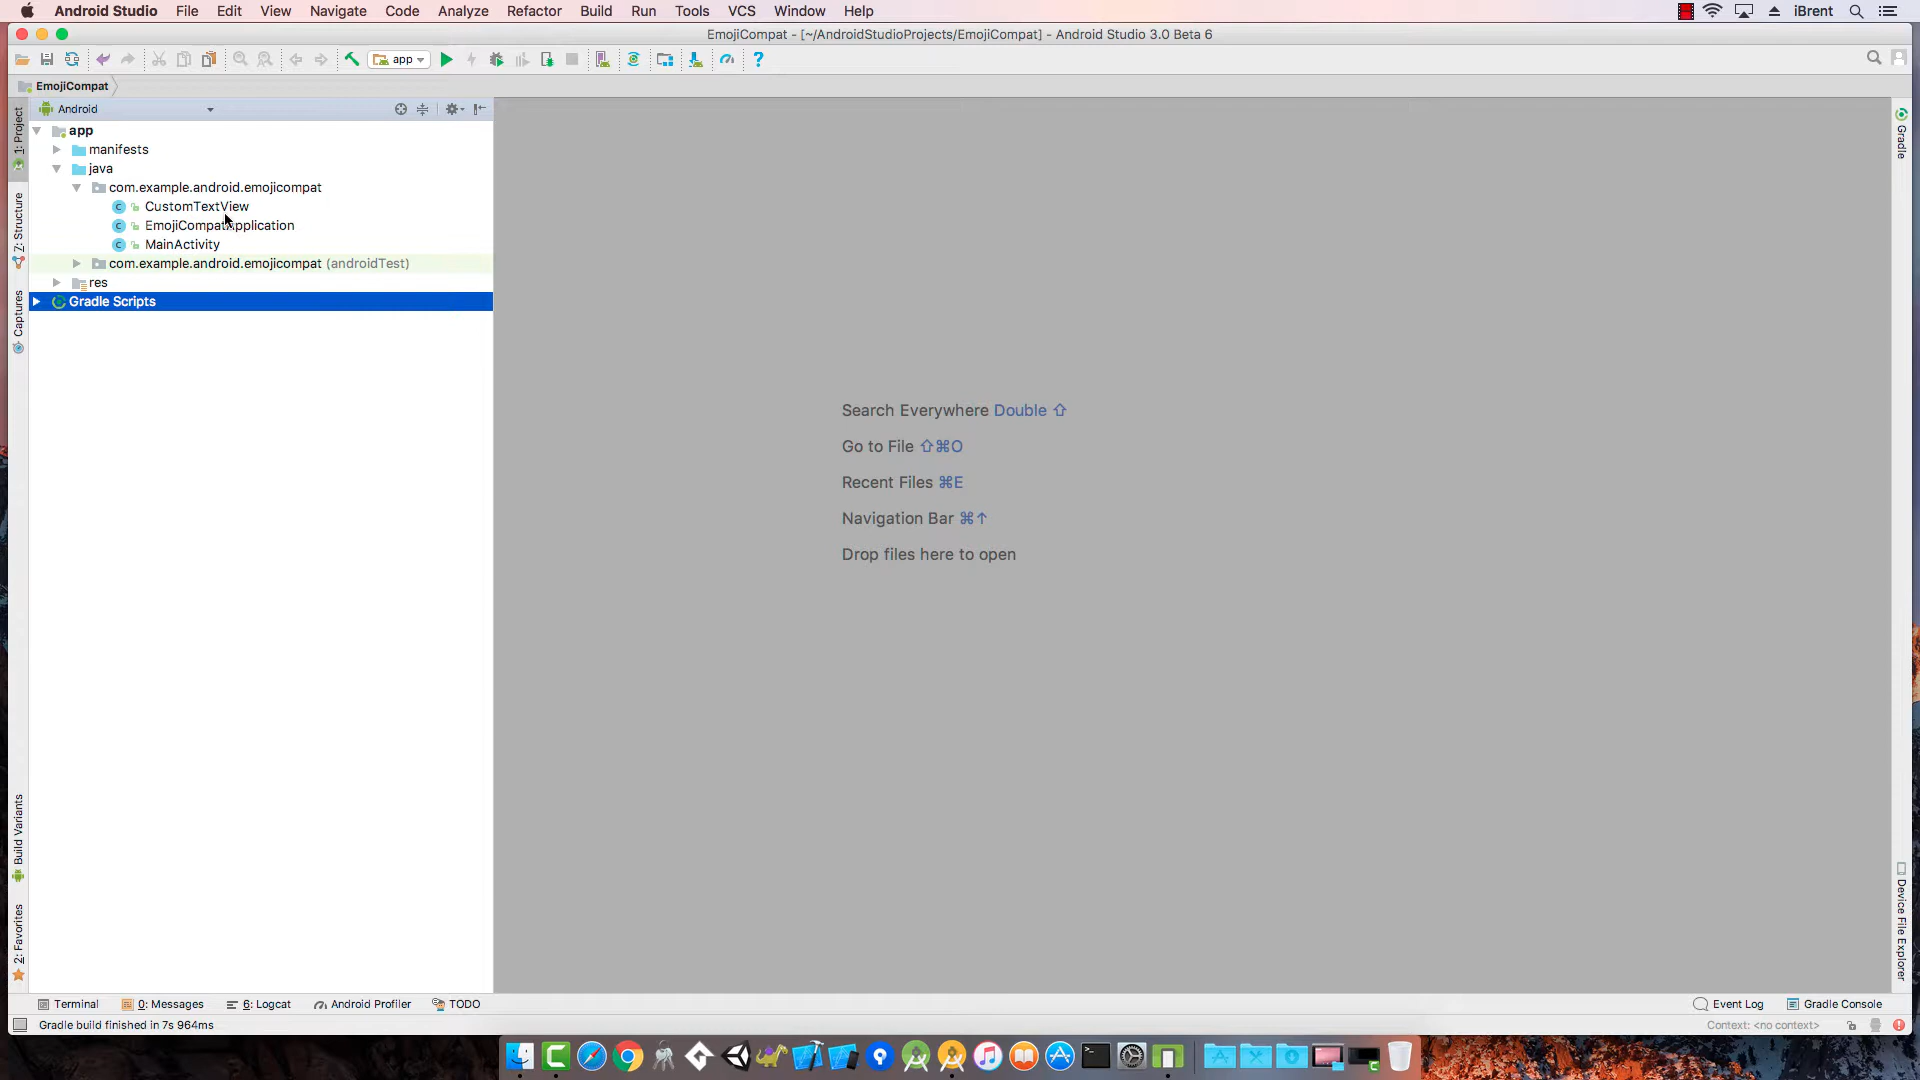 Android Studio File Edit View Navigate Code Analyze Refactor Build Run Tools VCS Window Help iBrent
EmojiCompat - [~/AndroidStudioProjects/EmojiCompat] - Android Studio 3.0 Beta 6
app
EmojiCompat
Android
1: Project
7: Structure
Captures
Build Variants
2: Favorites
app
manifests
java
com.example.android.emojicompat
CustomTextView
EmojiCompatApplication
MainActivity
com.example.android.emojicompat (androidTest)
res
Gradle Scripts
Search Everywhere Double ⇧
Go to File ⇧⌘O
Recent Files ⌘E
Navigation Bar ⌘↑
Drop files here to open
Gradle
Device File Explorer
Terminal 0: Messages 6: Logcat Android Profiler TODO Event Log Gradle Console
Gradle build finished in 7s 964ms Context: <no context>